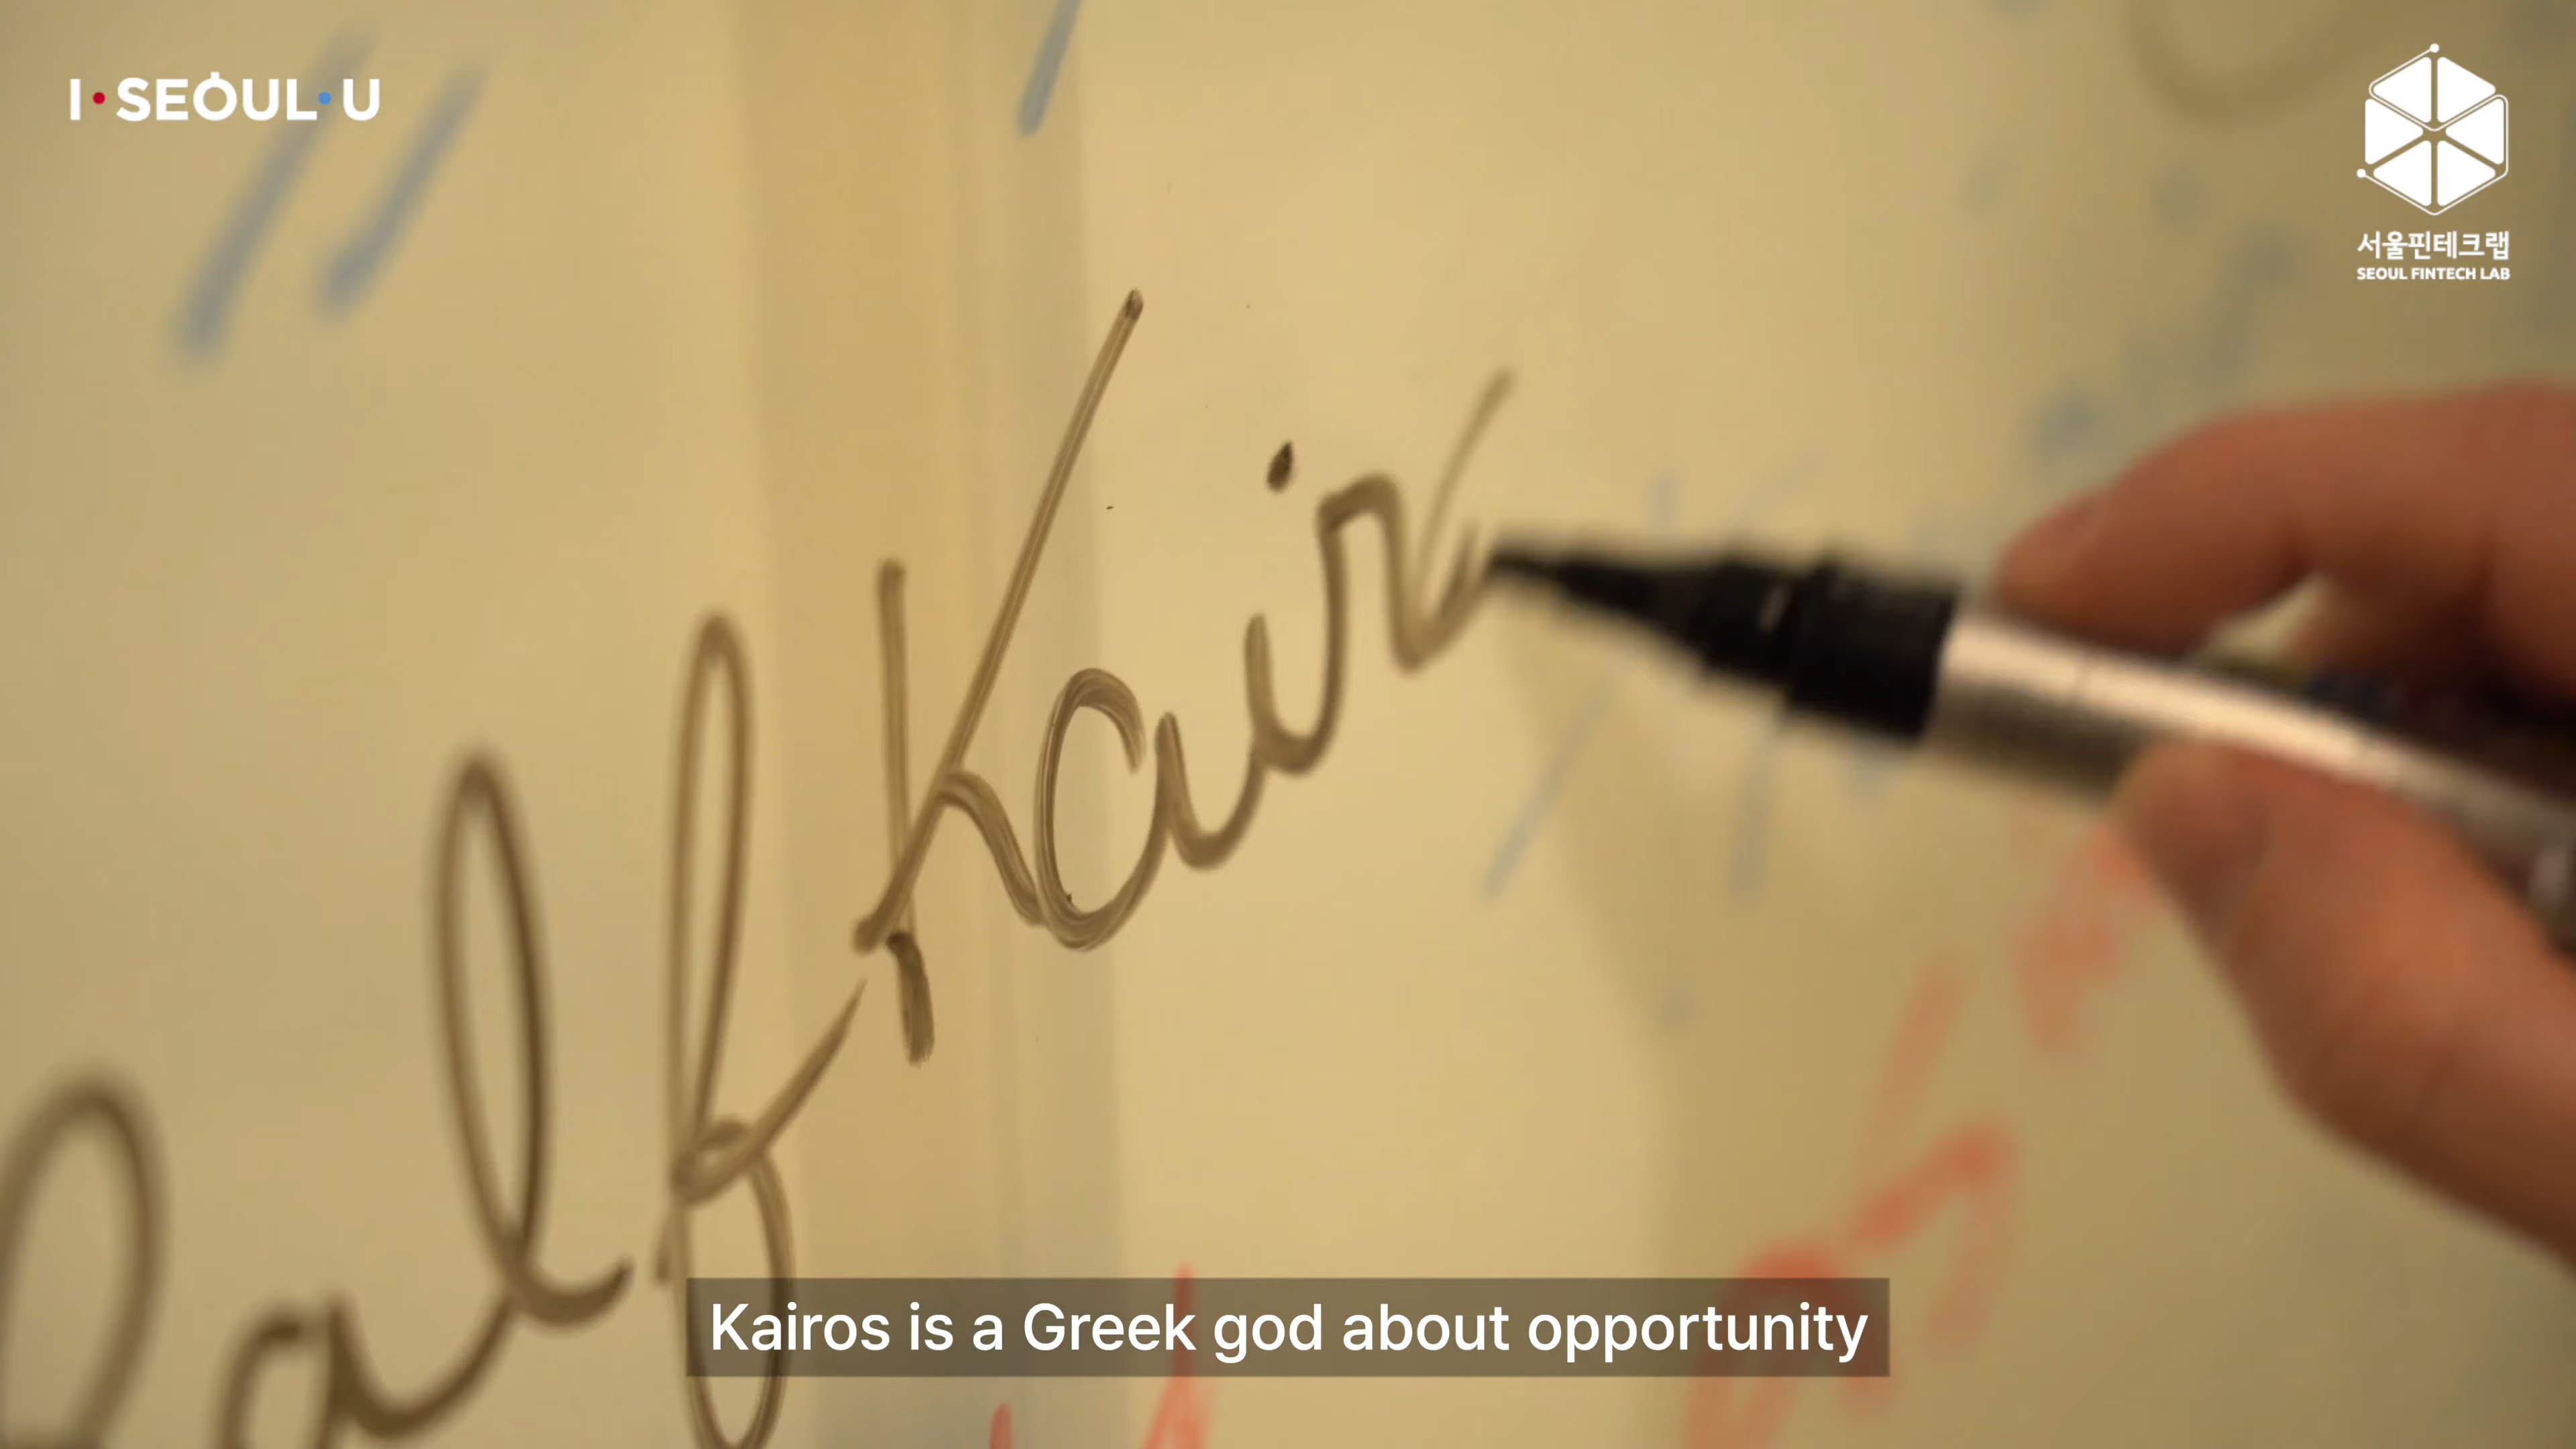 I·SEOUL·U
서울핀테크랩
SEOUL FINTECH LAB
Kair
Kairos is a Greek god about opportunity